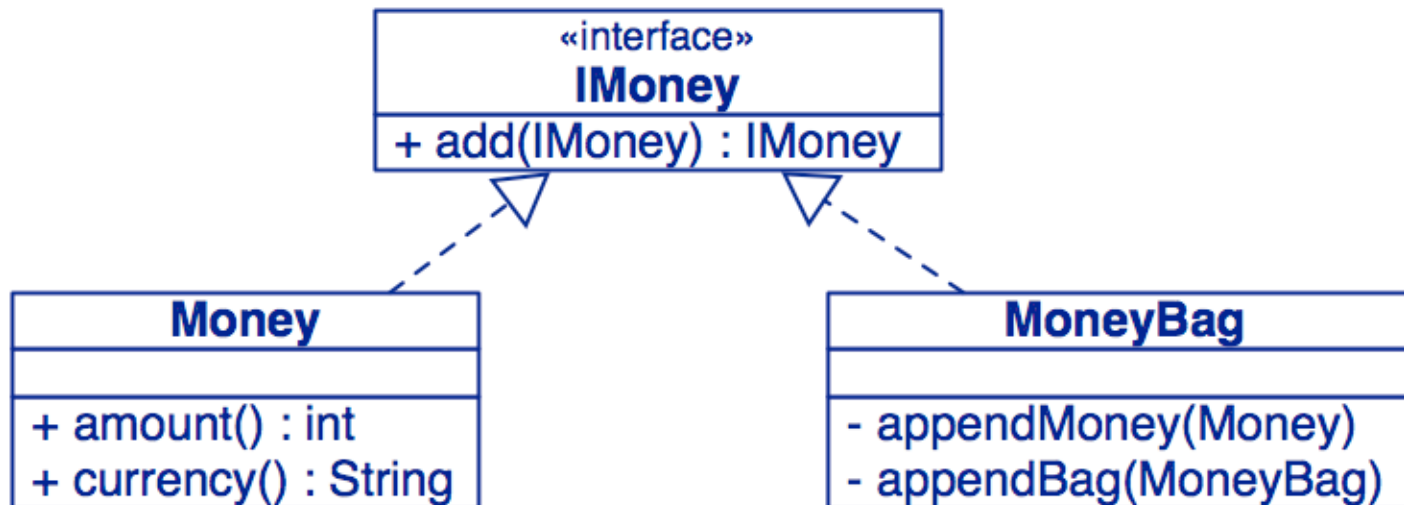 «interface»
IMoney
+ add(IMoney) : IMoney
Money
+ amount() : int
+ currency() : String
MoneyBag
- appendMoney(Money)
- appendBag(MoneyBag)